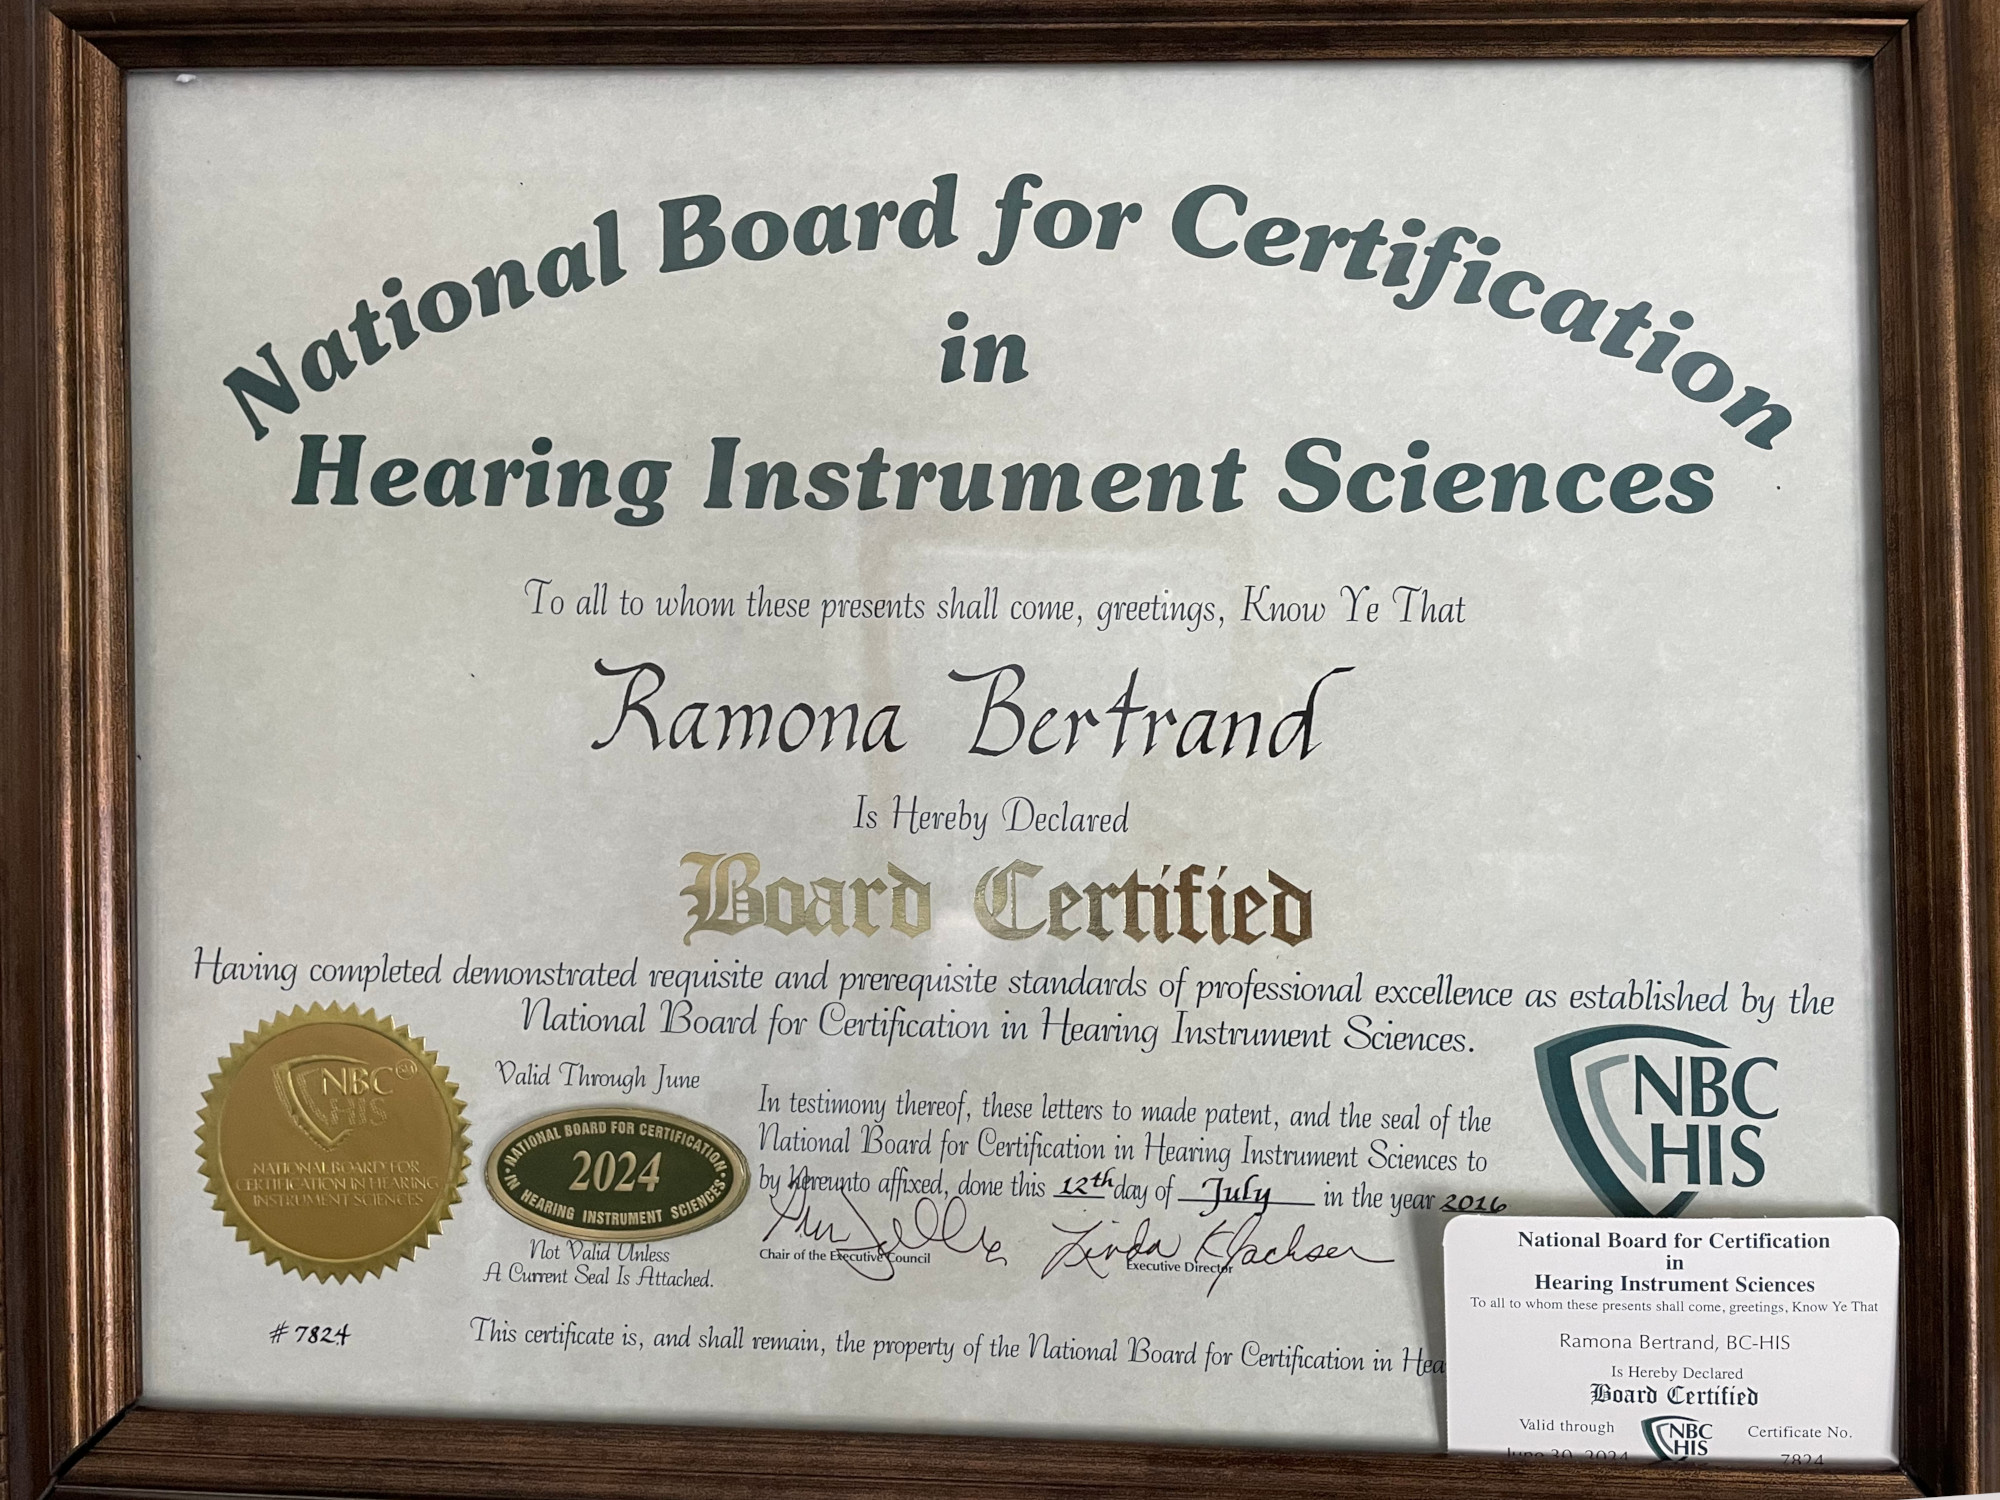 National Board for Certification
in
Hearing Instrument Sciences
To all to whom these presents shall come, greetings, Know Ye That
Ramona Bertrand
Is Hereby Declared
Board Certified
Having completed demonstrated requisite and prerequisite standards of professional excellence as established by the
National Board for Certification in Hearing Instrument Sciences.
NBC
HIS
NATIONAL BOARD FOR
CERTIFICATION IN HEARING
INSTRUMENT SCIENCES
Valid Through June
NATIONAL BOARD FOR CERTIFICATION
2024
IN HEARING INSTRUMENT SCIENCES
Not Valid Unless
A Current Seal Is Attached.
In testimony thereof, these letters to made patent, and the seal of the
National Board for Certification in Hearing Instrument Sciences to
by hereunto affixed, done this 12th day of July in the year 2016
Linda K Jackson
Chair of the Executive Council
Executive Director
NBC
HIS
# 7824
This certificate is, and shall remain, the property of the National Board for Certification in Hea
National Board for Certification
in
Hearing Instrument Sciences
To all to whom these presents shall come, greetings, Know Ye That
Ramona Bertrand, BC-HIS
Is Hereby Declared
Board Certified
Valid through
June 30, 2024
NBC
HIS
Certificate No.
7824